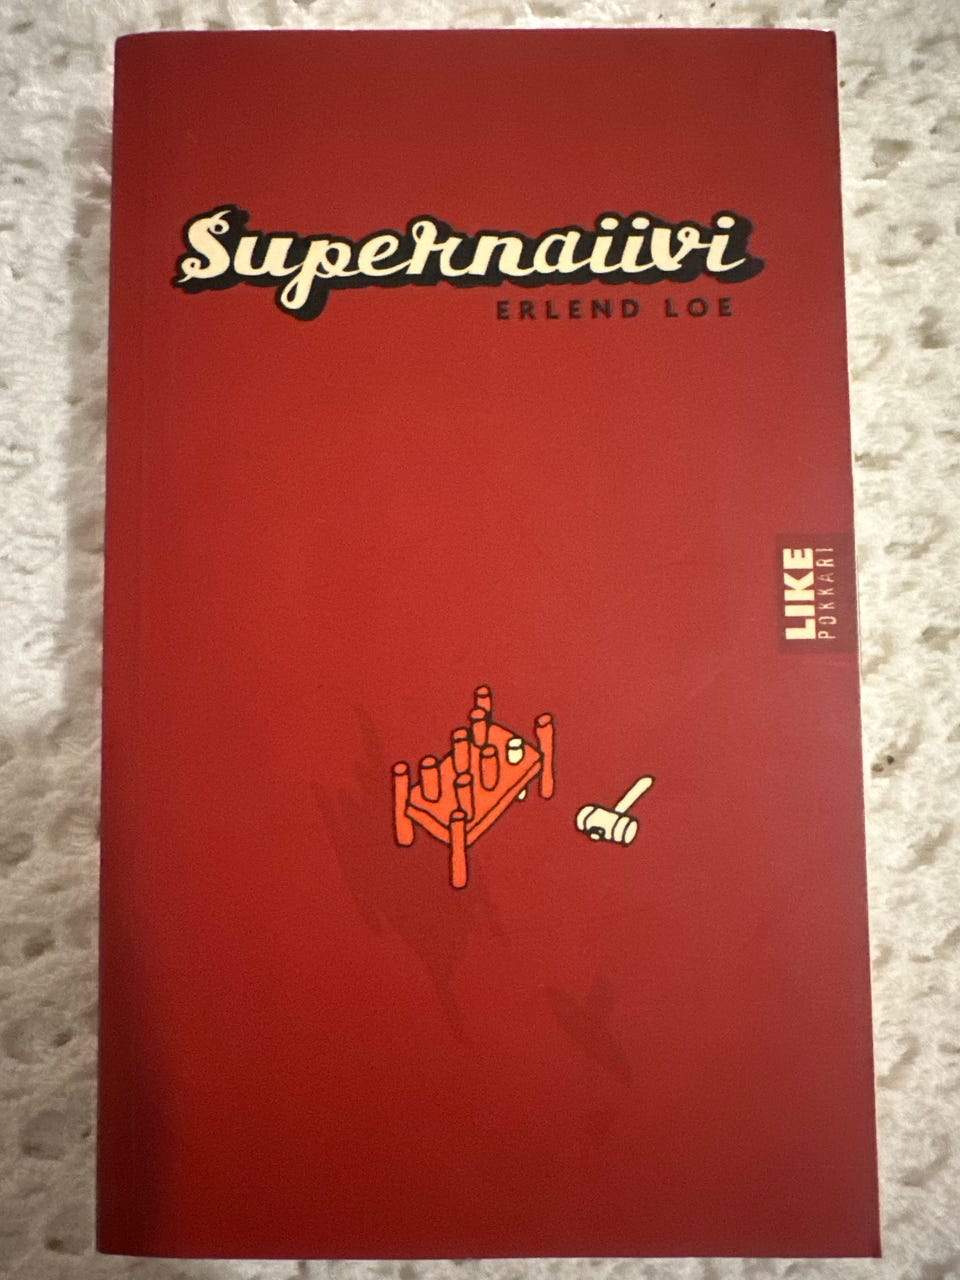 Supernaiivi
ERLEND LOE
LIKE
POKKARI